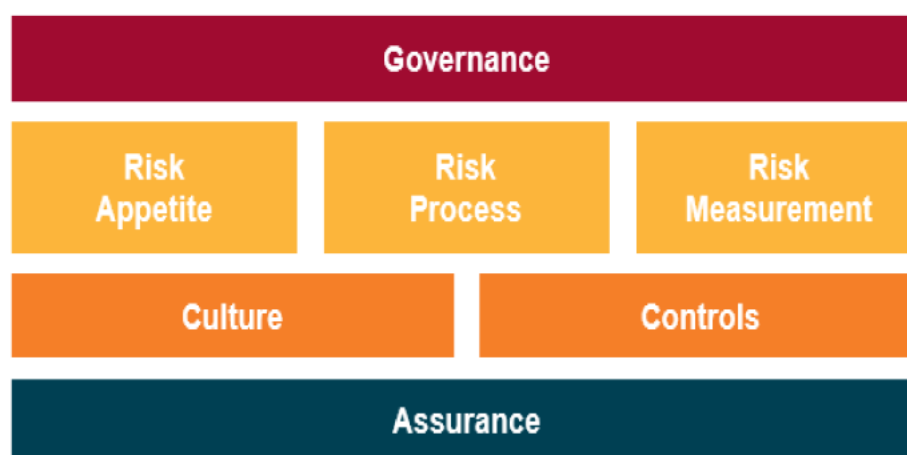 Governance
Risk
Appetite
Risk
Process
Risk
Measurement
Culture
Controls
Assurance